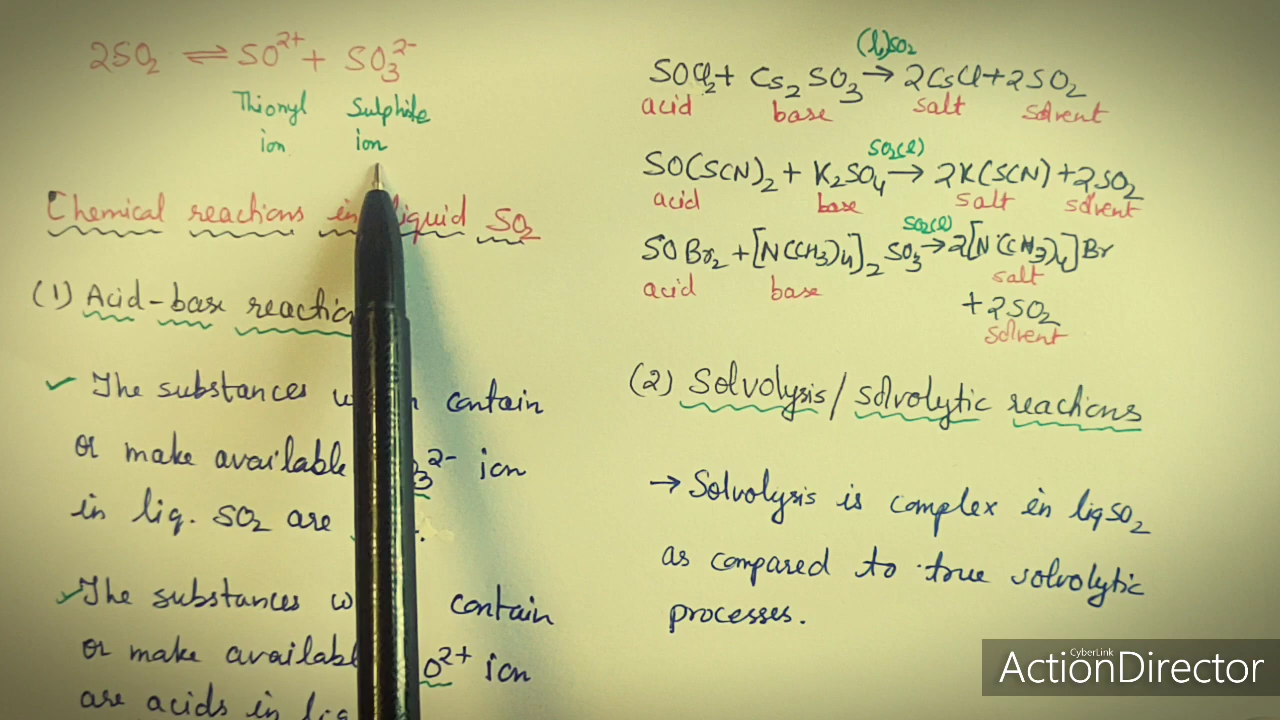 2SO₂ ⇌ SO²⁺ + SO₃²⁻
Thionyl Sulphite
ion ion
Chemical reactions in liquid SO₂
(1) Acid-base reactio
✓ The substances contain
or make available ₃²⁻ ion
in liq. SO₂ are
✓ The substances contain
or make available O²⁺ ion
are acids in liq
(l)SO₂
SOCl₂ + Cs₂SO₃ → 2CsCl + 2SO₂
acid base salt solvent
SO₂(l)
SO(SCN)₂ + K₂SO₄ → 2K(SCN) + 2SO₂
acid base salt solvent
SO₂(l)
SOBr₂ + [N(CH₃)₄]₂SO₃ → 2[N(CH₃)₄]Br
acid base salt
+ 2SO₂
solvent
(2) Solvolysis / solvolytic reactions
→ Solvolysis is complex in liq SO₂
as compared to true solvolytic
processes.
CyberLink
ActionDirector